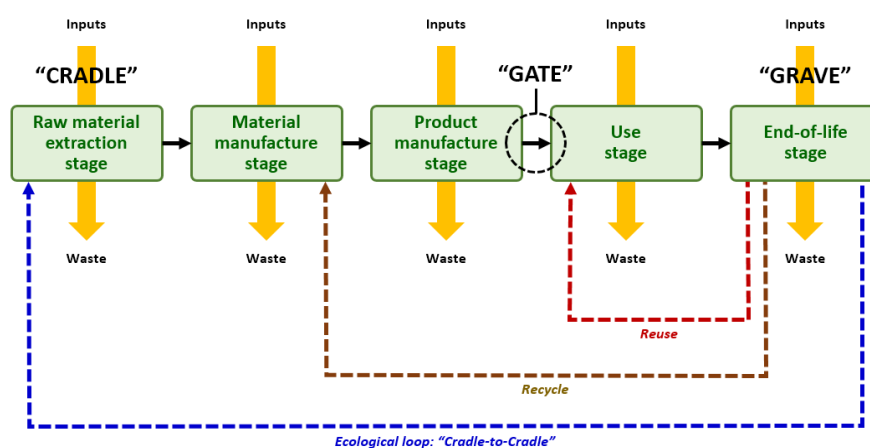 Inputs
Inputs
Inputs
Inputs
Inputs
“CRADLE”
“GATE”
“GRAVE”
Raw material
extraction
stage
Material
manufacture
stage
Product
manufacture
stage
Use
stage
End-of-life
stage
Waste
Waste
Waste
Waste
Waste
Reuse
Recycle
Ecological loop: “Cradle-to-Cradle”